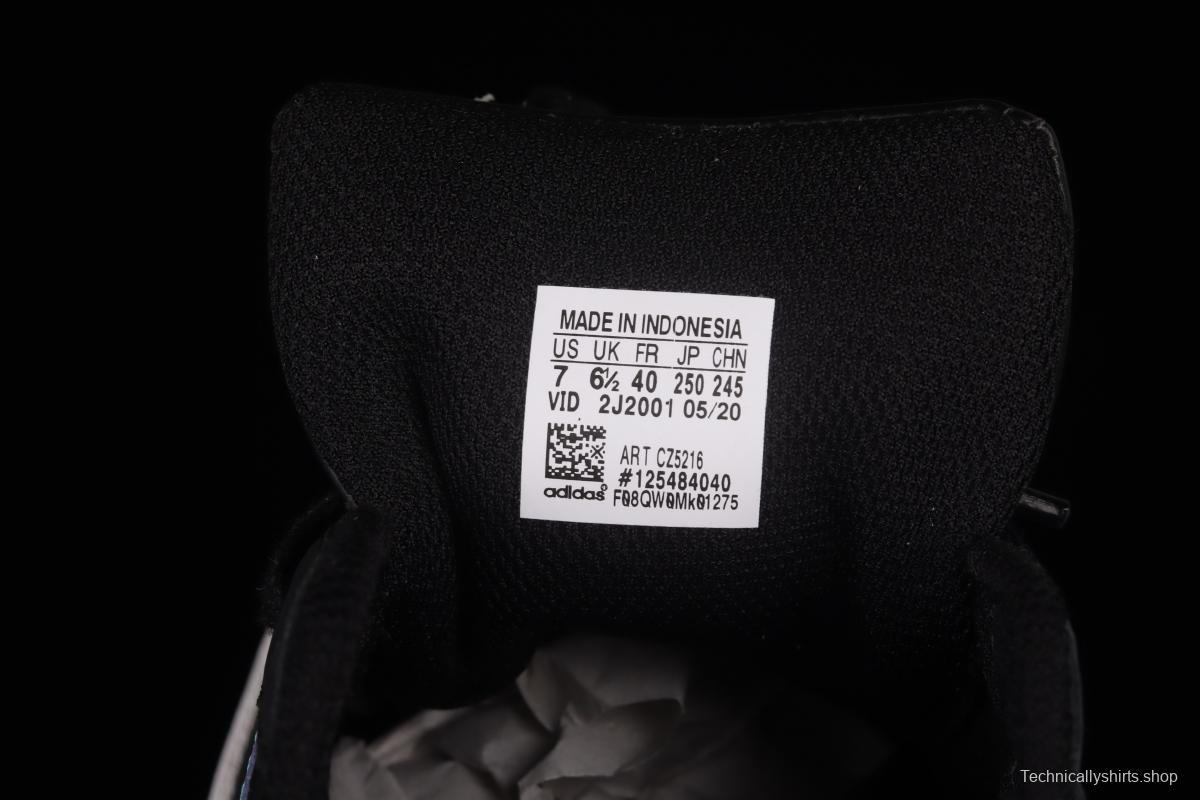 MADE IN INDONESIA
US UK FR JP CHN
7 6½ 40 250 245
VID 2J2001 05/20
ART CZ5216
#125484040
adidas F08QW0Mk01275
Technicallyshirts.shop